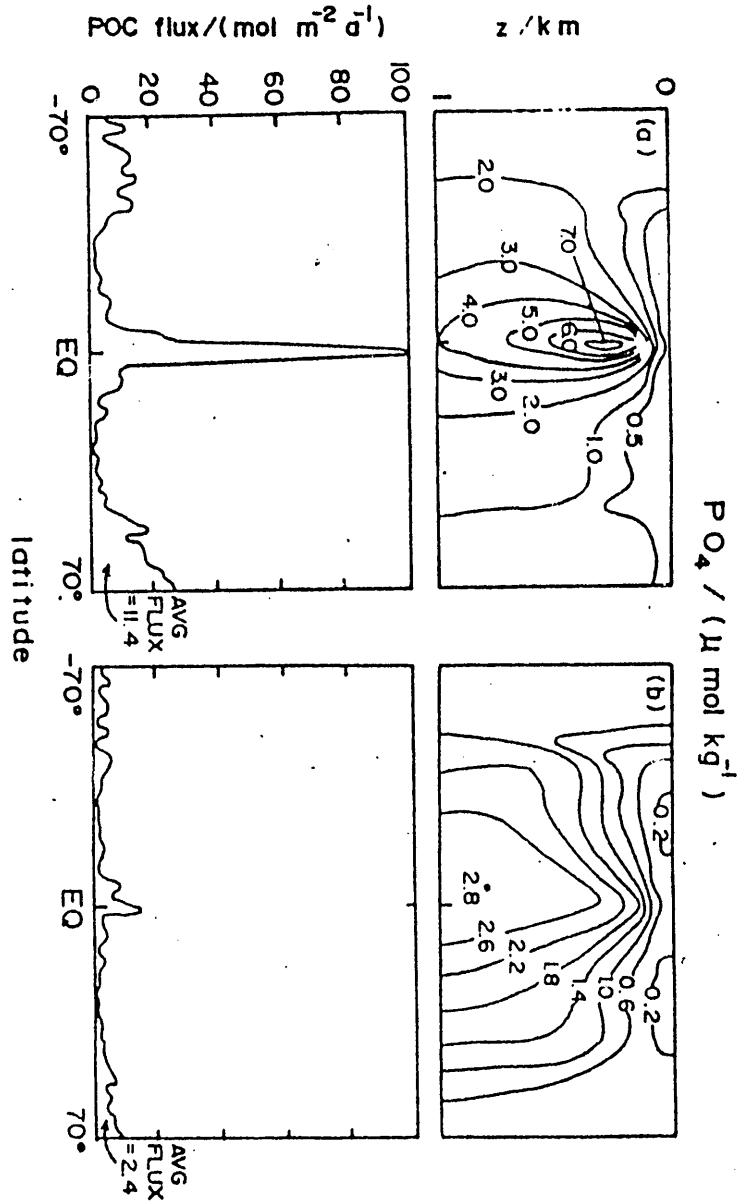 PO₄ / (μ mol kg⁻¹)
(a)
0
1
z / km
2.0
3.0
4.0
5.0
6.0
7.0
3.0
2.0
1.0
0.5
(b)
0.2
0.2
0.6
1.0
1.4
1.8
2.2
2.6
2.8
POC flux/(mol m⁻² a⁻¹)
100
80
60
40
20
0
AVG
FLUX
=11.4
AVG
FLUX
=2.4
-70°
EQ
70°
-70°
EQ
70°
latitude